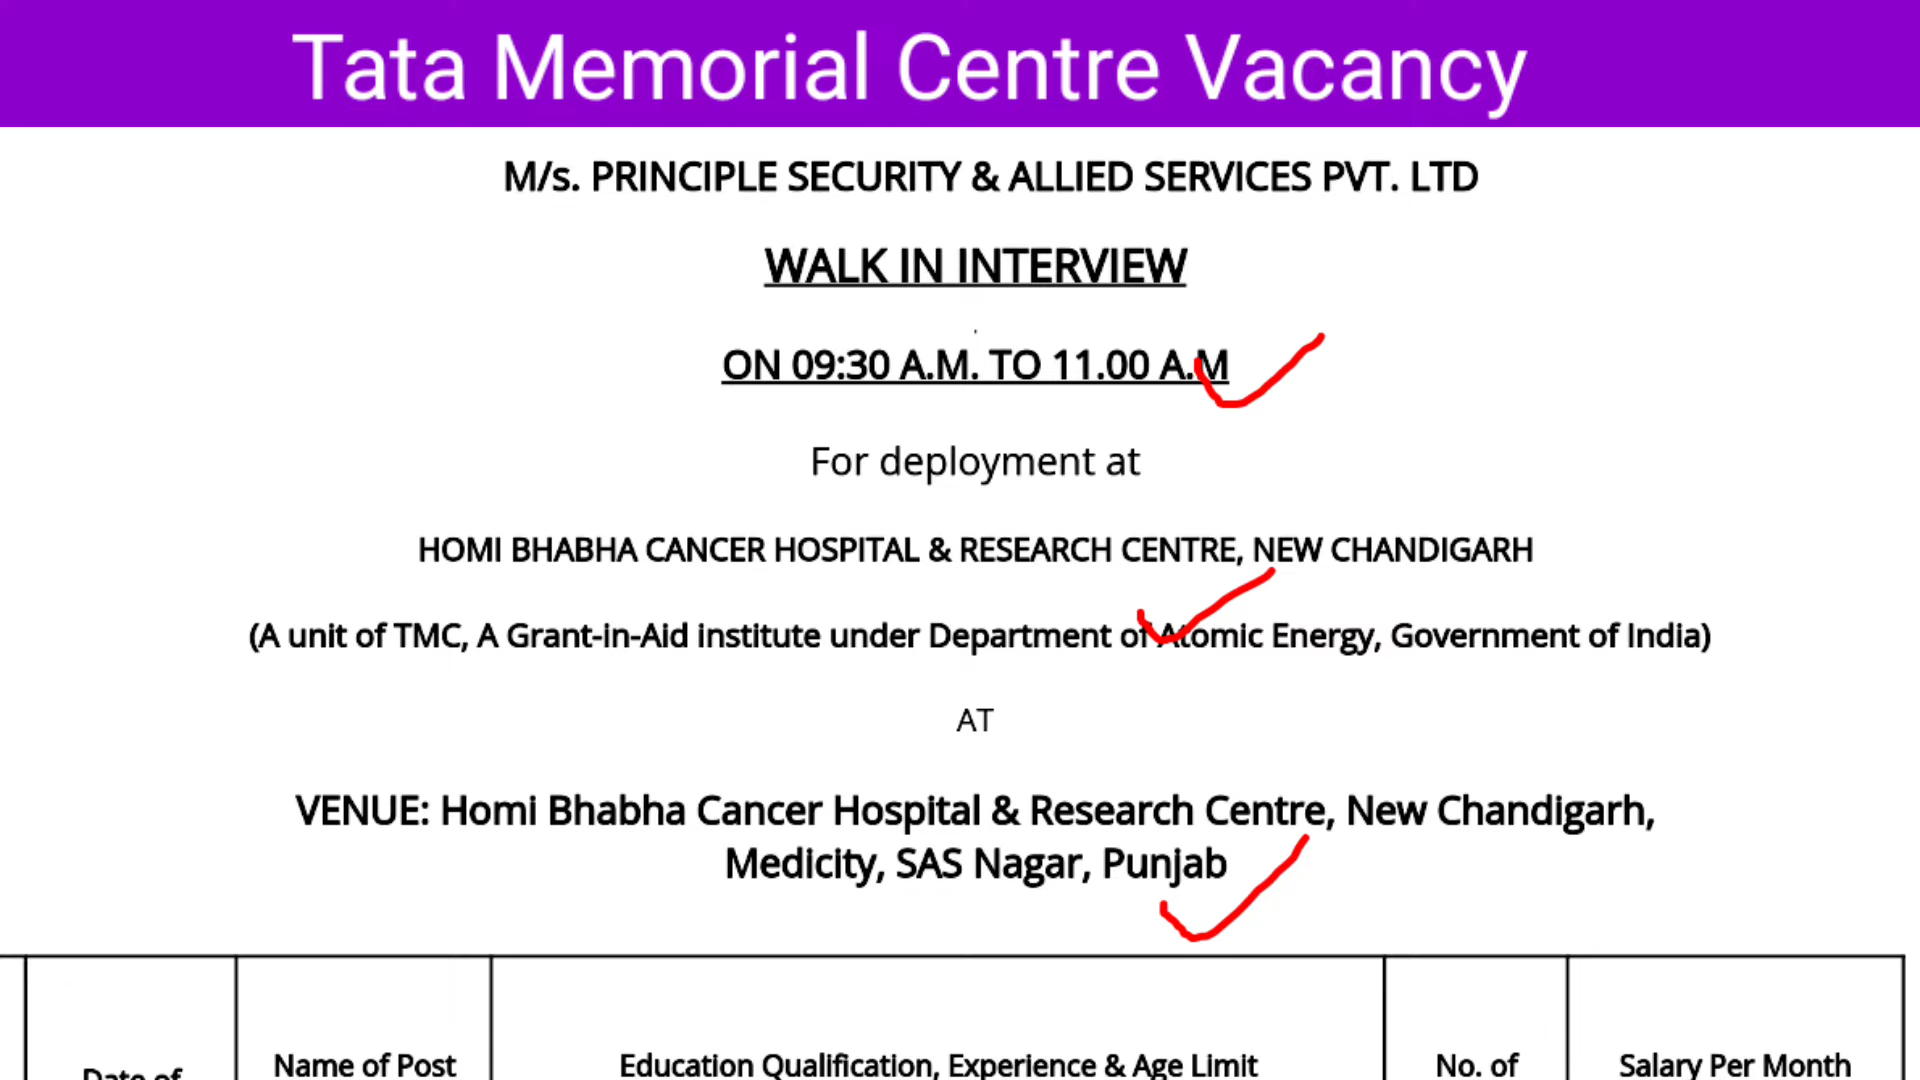 Tata Memorial Centre Vacancy
M/s. PRINCIPLE SECURITY & ALLIED SERVICES PVT. LTD
WALK IN INTERVIEW
ON 09:30 A.M. TO 11.00 A.M
For deployment at
HOMI BHABHA CANCER HOSPITAL & RESEARCH CENTRE, NEW CHANDIGARH
(A unit of TMC, A Grant-in-Aid institute under Department of Atomic Energy, Government of India)
AT
VENUE: Homi Bhabha Cancer Hospital & Research Centre, New Chandigarh,
Medicity, SAS Nagar, Punjab
Date of
Name of Post
Education Qualification, Experience & Age Limit
No. of
Salary Per Month